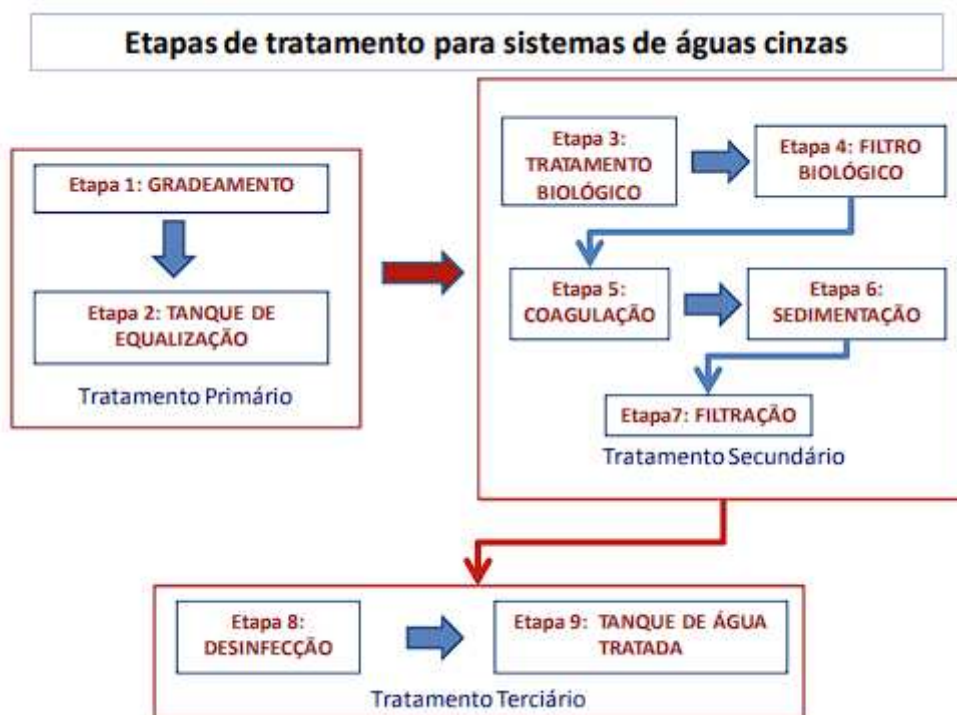 Etapas de tratamento para sistemas de águas cinzas
Etapa 1: GRADEAMENTO
Etapa 2: TANQUE DE
EQUALIZAÇÃO
Tratamento Primário
Etapa 3:
TRATAMENTO
BIOLÓGICO
Etapa 4: FILTRO
BIOLÓGICO
Etapa 5:
COAGULAÇÃO
Etapa 6:
SEDIMENTAÇÃO
Etapa7: FILTRAÇÃO
Tratamento Secundário
Etapa 8:
DESINFECÇÃO
Etapa 9: TANQUE DE ÁGUA
TRATADA
Tratamento Terciário